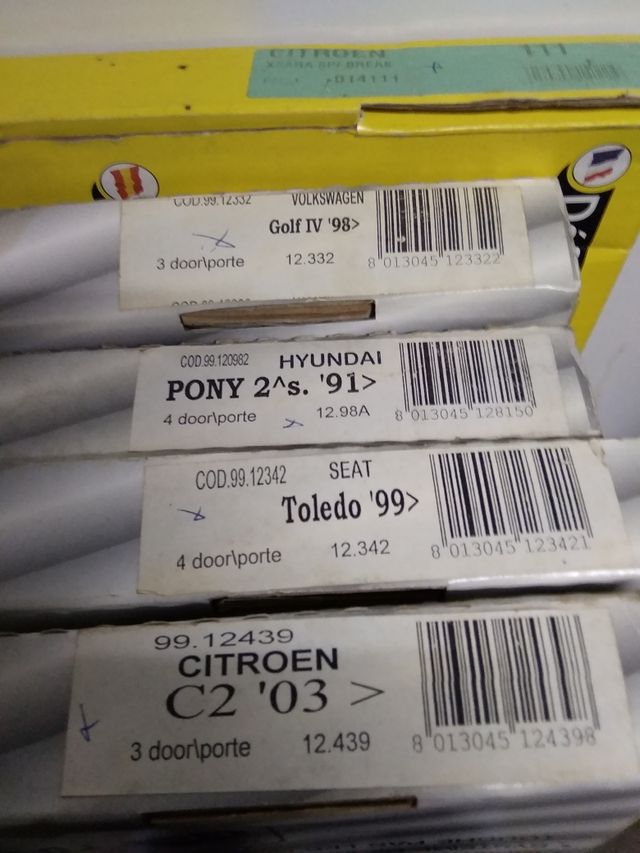 CITROEN 111
XSARA SPI.BREAK
014111
COD.99.12332 VOLKSWAGEN
Golf IV '98>
3 door\porte 12.332 8 013045 123322
COD.99.120982 HYUNDAI
PONY 2^s. '91>
4 door\porte 12.98A 8 013045 128150
COD.99.12342 SEAT
Toledo '99>
4 door\porte 12.342 8 013045 123421
99.12439
CITROEN
C2 '03 >
3 door\porte 12.439 8 013045 124398